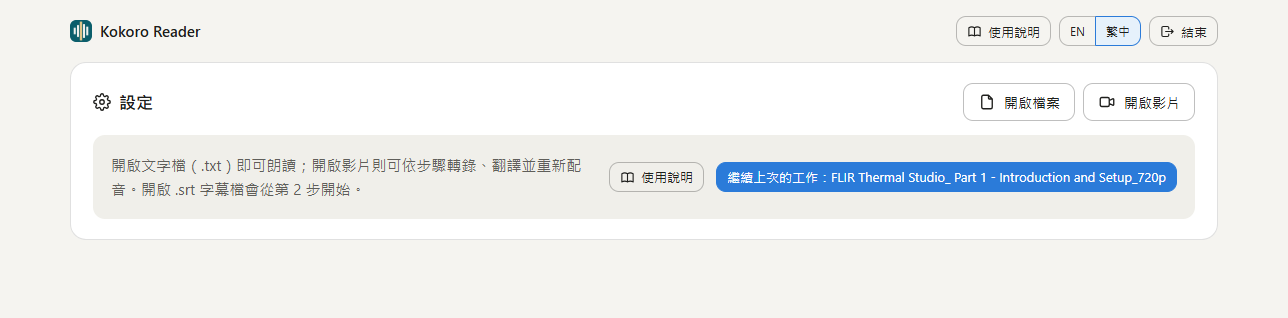 Kokoro Reader
使用說明
EN
繁中
結束
設定
開啟檔案
開啟影片
開啟文字檔（.txt）即可朗讀；開啟影片則可依步驟轉錄、翻譯並重新配
音。開啟 .srt 字幕檔會從第 2 步開始。
使用說明
繼續上次的工作：FLIR Thermal Studio_ Part 1 - Introduction and Setup_720p